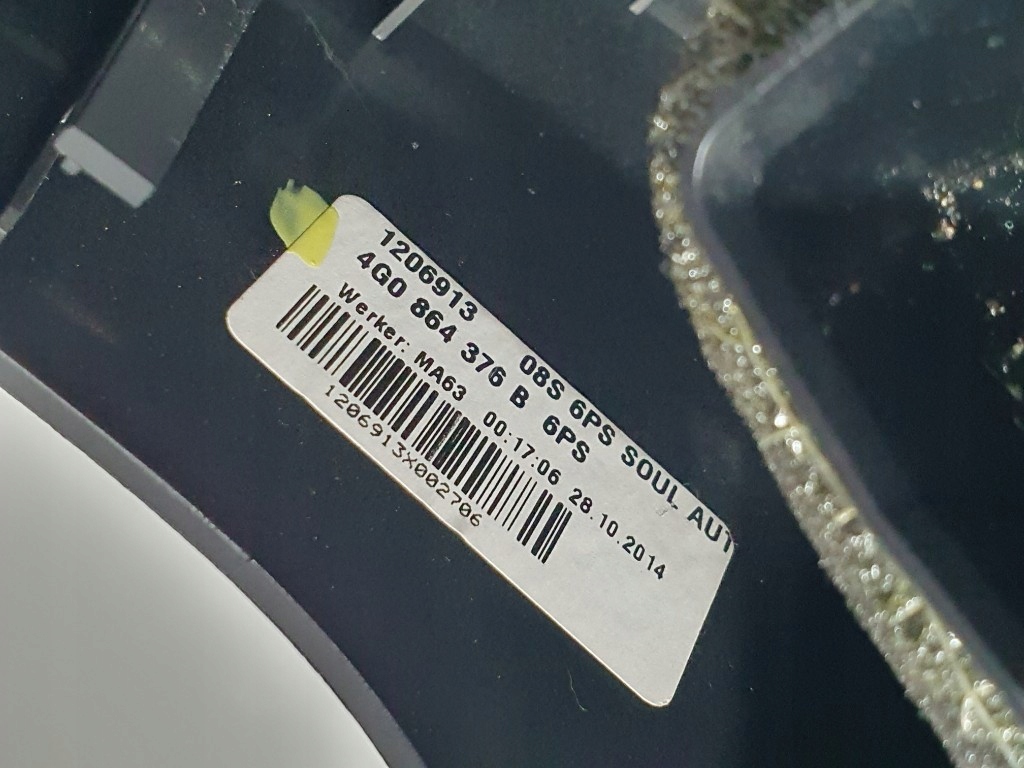 1206913 08S 6PS SOUL AUT
4G0 864 376 B 6PS
Werker: MA63 00:17:06 28.10.2014
1206913X002706